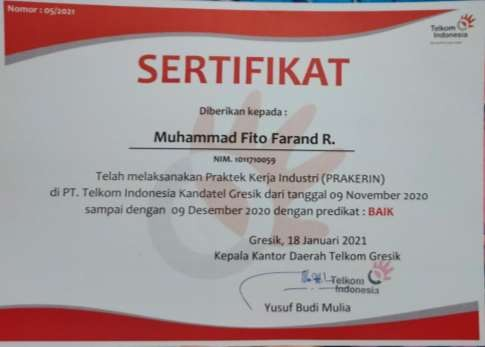 Nomor : 05/2021
Telkom
Indonesia
SERTIFIKAT
Diberikan kepada :
Muhammad Fito Farand R.
NIM. 1011710059
Telah melaksanakan Praktek Kerja Industri (PRAKERIN)
di PT. Telkom Indonesia Kandatel Gresik dari tanggal 09 November 2020
sampai dengan 09 Desember 2020 dengan predikat : BAIK
Gresik, 18 Januari 2021
Kepala Kantor Daerah Telkom Gresik
Telkom
Indonesia
Yusuf Budi Mulia